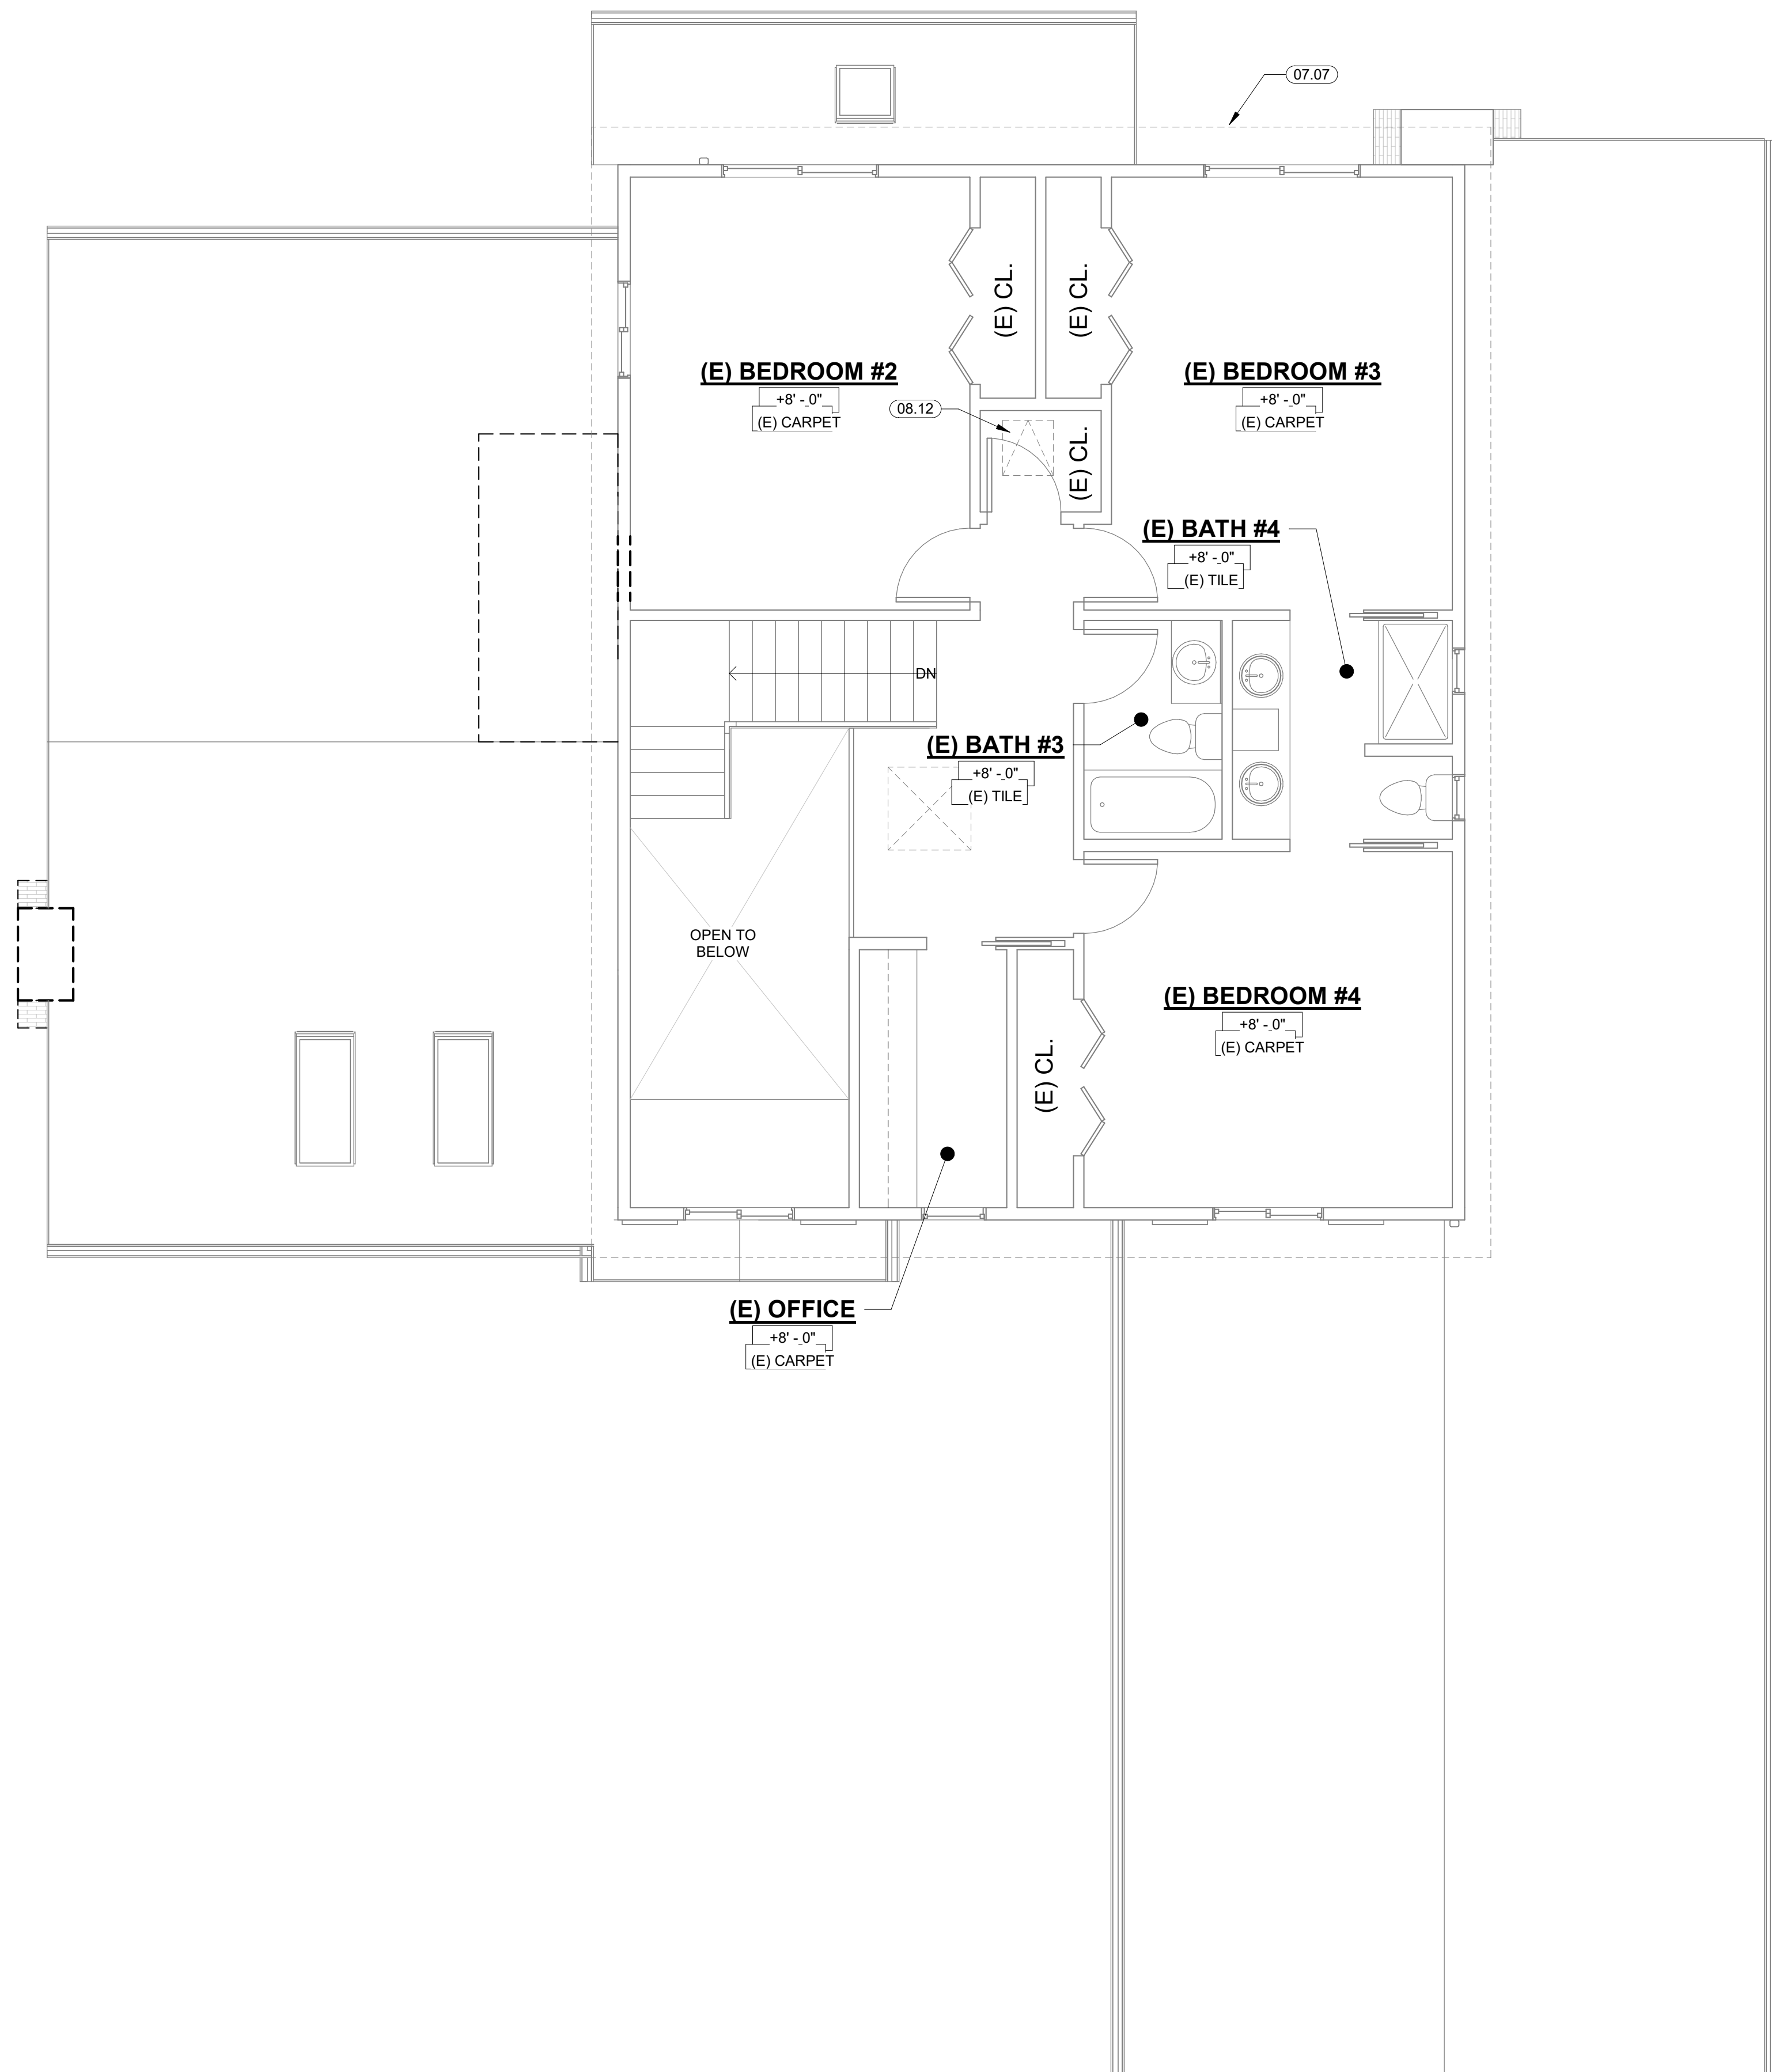 07.07
(E) CL.
(E) CL.
(E) BEDROOM #2
+8' - 0"
(E) CARPET
(E) BEDROOM #3
+8' - 0"
(E) CARPET
08.12
(E) CL.
(E) BATH #4
+8' - 0"
(E) TILE
DN
(E) BATH #3
+8' - 0"
(E) TILE
OPEN TO
BELOW
(E) BEDROOM #4
+8' - 0"
(E) CARPET
(E) CL.
(E) OFFICE
+8' - 0"
(E) CARPET